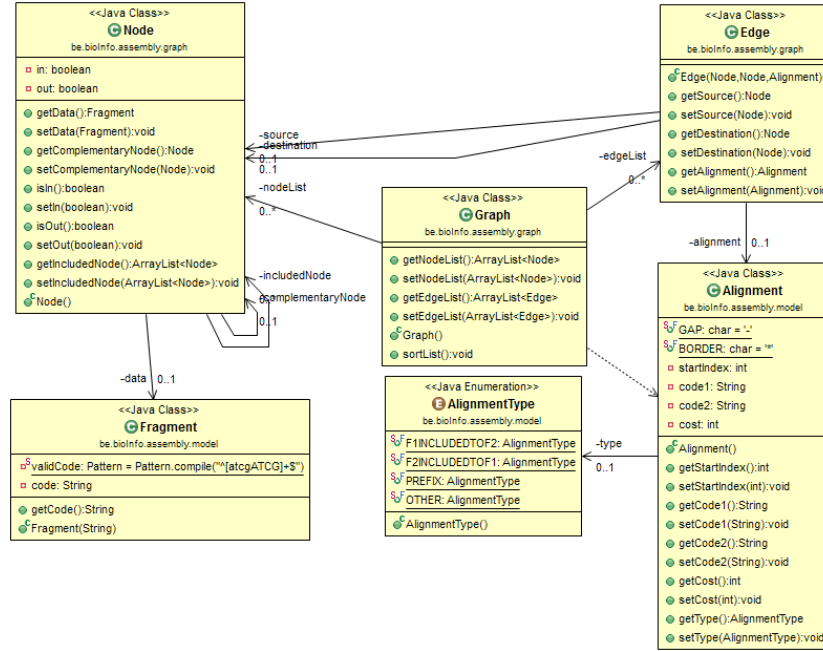 <<Java Class>>
Node
be.bioInfo.assembly.graph
in: boolean
out: boolean
getData():Fragment
setData(Fragment):void
getComplementaryNode():Node
setComplementaryNode(Node):void
isIn():boolean
setIn(boolean):void
isOut():boolean
setOut(boolean):void
getIncludedNode():ArrayList<Node>
setIncludedNode(ArrayList<Node>):void
Node()
<<Java Class>>
Edge
be.bioInfo.assembly.graph
Edge(Node,Node,Alignment)
getSource():Node
setSource(Node):void
getDestination():Node
setDestination(Node):void
getAlignment():Alignment
setAlignment(Alignment):void
-source
-destination
0..1
0..1
-nodeList
0..*
-edgeList
0..*
<<Java Class>>
Graph
be.bioInfo.assembly.graph
getNodeList():ArrayList<Node>
setNodeList(ArrayList<Node>):void
getEdgeList():ArrayList<Edge>
setEdgeList(ArrayList<Edge>):void
Graph()
sortList():void
-includedNode
-complementaryNode
0..1
-alignment 0..1
<<Java Class>>
Alignment
be.bioInfo.assembly.model
GAP: char = '-'
BORDER: char = '*'
startIndex: int
code1: String
code2: String
cost: int
Alignment()
getStartIndex():int
setStartIndex(int):void
getCode1():String
setCode1(String):void
getCode2():String
setCode2(String):void
getCost():int
setCost(int):void
getType():AlignmentType
setType(AlignmentType):void
-data 0..1
<<Java Class>>
Fragment
be.bioInfo.assembly.model
validCode: Pattern = Pattern.compile("^[atcgATCG]+$")
code: String
getCode():String
Fragment(String)
<<Java Enumeration>>
AlignmentType
be.bioInfo.assembly.model
F1INCLUDEDTOF2: AlignmentType
F2INCLUDEDTOF1: AlignmentType
PREFIX: AlignmentType
OTHER: AlignmentType
AlignmentType()
-type
0..1